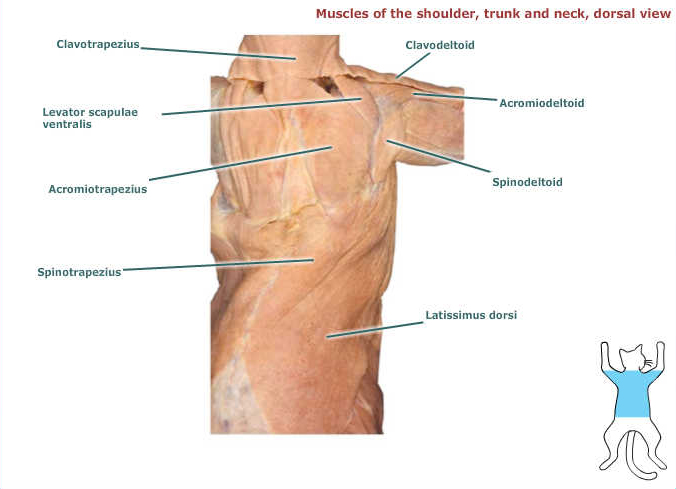 Muscles of the shoulder, trunk and neck, dorsal view
Clavotrapezius
Clavodeltoid
Levator scapulae
ventralis
Acromiodeltoid
Acromiotrapezius
Spinodeltoid
Spinotrapezius
Latissimus dorsi